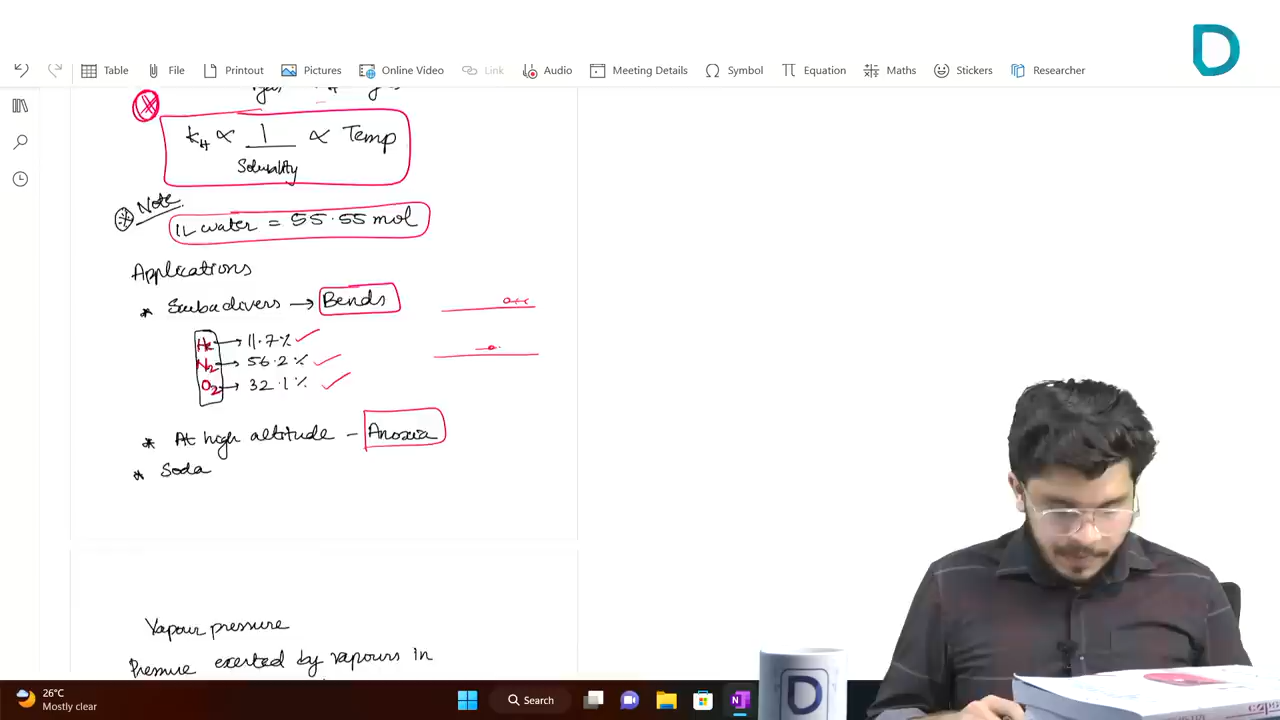 D
Table File Printout Pictures Online Video Link Audio Meeting Details Symbol Equation Maths Stickers Researcher
kH ∝ 1/Solubility ∝ Temp
Note
1L water = 55.55 mol
Applications
* Scuba divers → Bends
He → 11.7%
N2 → 56.2%
O2 → 32.1%
* At high altitude - Anoxia
* Soda
Vapour pressure
Pressure exerted by vapours in
26°C
Mostly clear
Search
D